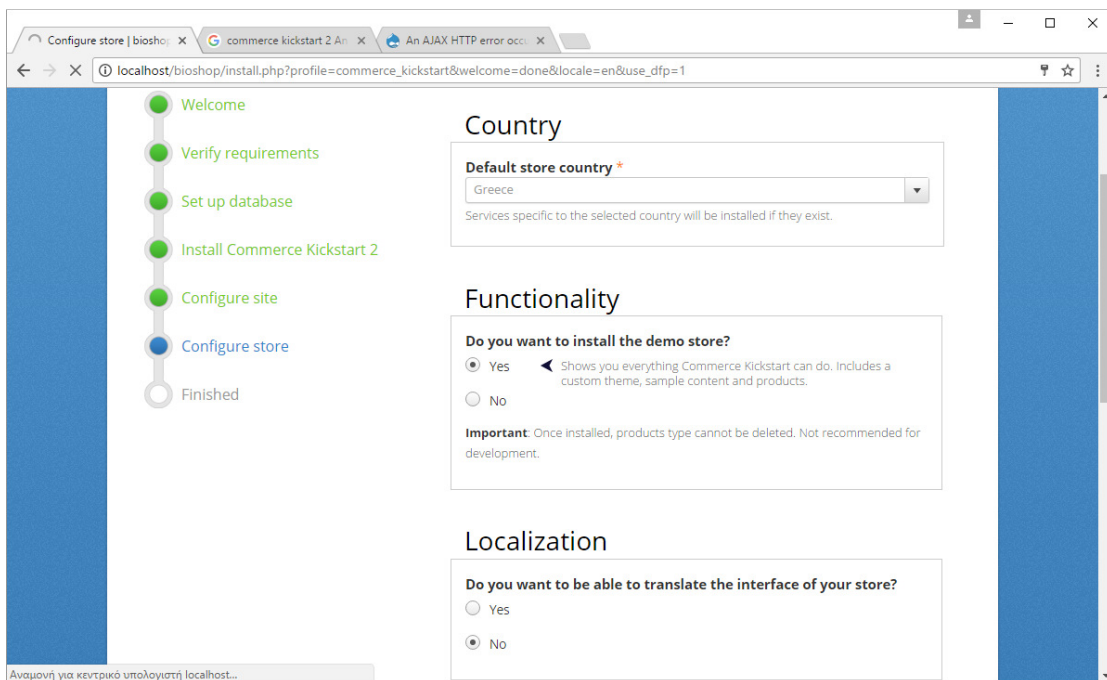 Configure store | bioshop
commerce kickstart 2 An
An AJAX HTTP error occu
localhost/bioshop/install.php?profile=commerce_kickstart&welcome=done&locale=en&use_dfp=1
Welcome
Verify requirements
Set up database
Install Commerce Kickstart 2
Configure site
Configure store
Finished
Country
Default store country *
Greece
Services specific to the selected country will be installed if they exist.
Functionality
Do you want to install the demo store?
Yes
Shows you everything Commerce Kickstart can do. Includes a
custom theme, sample content and products.
No
Important: Once installed, products type cannot be deleted. Not recommended for
development.
Localization
Do you want to be able to translate the interface of your store?
Yes
No
Αναμονή για κεντρικό υπολογιστή localhost...